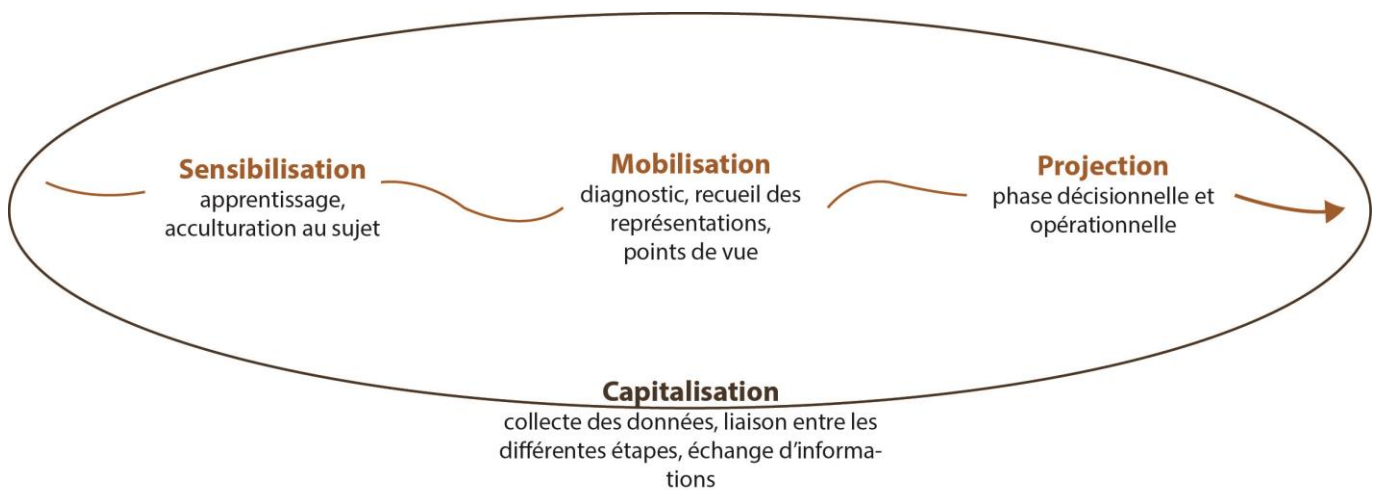 Sensibilisation
apprentissage,
acculturation au sujet
Mobilisation
diagnostic, recueil des
représentations,
points de vue
Projection
phase décisionnelle et
opérationnelle
Capitalisation
collecte des données, liaison entre les
différentes étapes, échange d’informa-
tions